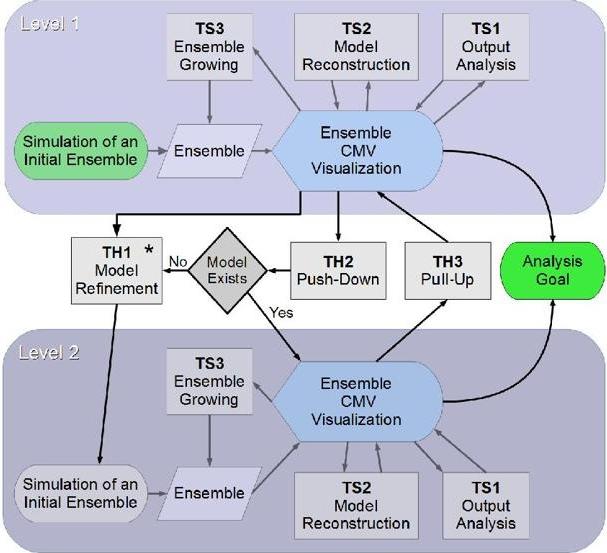 Level 1
TS3
Ensemble
Growing
TS2
Model
Reconstruction
TS1
Output
Analysis
Simulation of an
Initial Ensemble
Ensemble
Ensemble
CMV
Visualization
TH1 *
Model
Refinement
No
Model
Exists
Yes
TH2
Push-Down
TH3
Pull-Up
Analysis
Goal
Level 2
TS3
Ensemble
Growing
Ensemble
CMV
Visualization
Simulation of an
Initial Ensemble
Ensemble
TS2
Model
Reconstruction
TS1
Output
Analysis